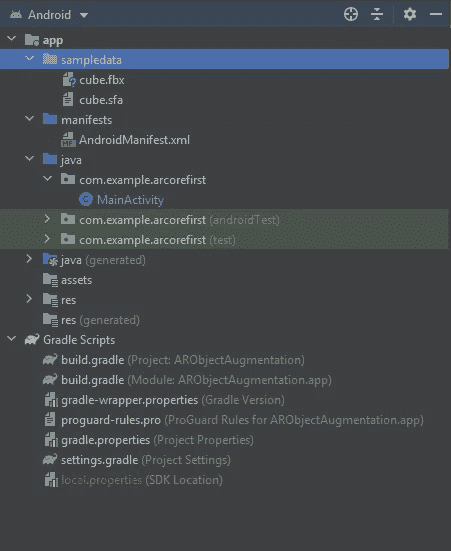 Android
app
sampledata
cube.fbx
cube.sfa
manifests
AndroidManifest.xml
java
com.example.arcorefirst
MainActivity
com.example.arcorefirst (androidTest)
com.example.arcorefirst (test)
java (generated)
assets
res
res (generated)
Gradle Scripts
build.gradle (Project: ARObjectAugmentation)
build.gradle (Module: ARObjectAugmentation.app)
gradle-wrapper.properties (Gradle Version)
proguard-rules.pro (ProGuard Rules for ARObjectAugmentation.app)
gradle.properties (Project Properties)
settings.gradle (Project Settings)
local.properties (SDK Location)